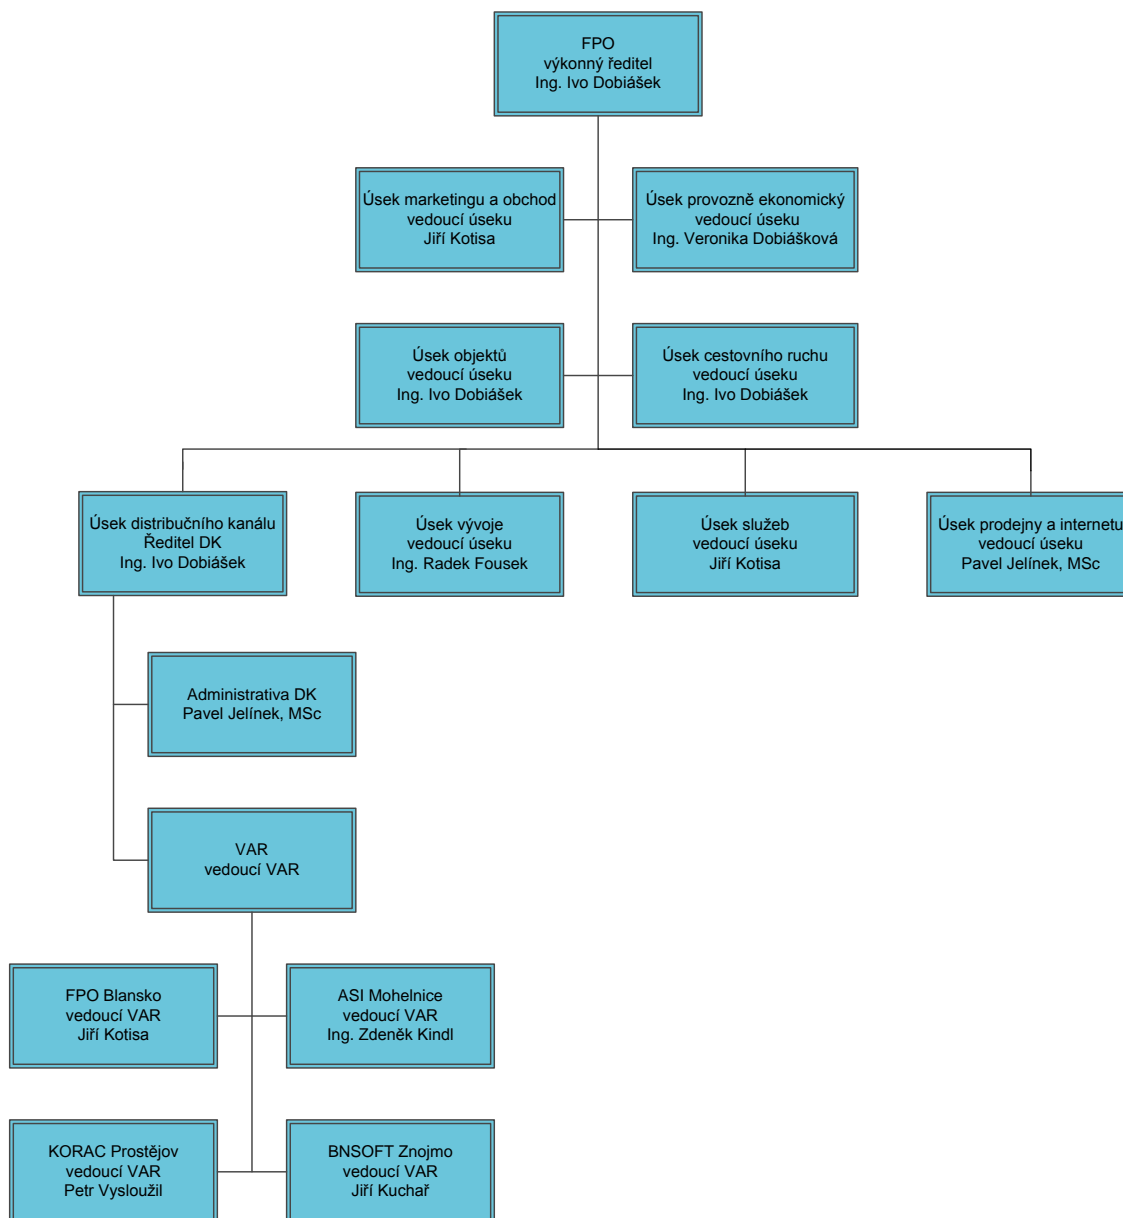 FPO
výkonný ředitel
Ing. Ivo Dobiášek
Úsek marketingu a obchod
vedoucí úseku
Jiří Kotisa
Úsek provozně ekonomický
vedoucí úseku
Ing. Veronika Dobiášková
Úsek objektů
vedoucí úseku
Ing. Ivo Dobiášek
Úsek cestovního ruchu
vedoucí úseku
Ing. Ivo Dobiášek
Úsek distribučního kanálu
Ředitel DK
Ing. Ivo Dobiášek
Úsek vývoje
vedoucí úseku
Ing. Radek Fousek
Úsek služeb
vedoucí úseku
Jiří Kotisa
Úsek prodejny a internetu
vedoucí úseku
Pavel Jelínek, MSc
Administrativa DK
Pavel Jelínek, MSc
VAR
vedoucí VAR
FPO Blansko
vedoucí VAR
Jiří Kotisa
ASI Mohelnice
vedoucí VAR
Ing. Zdeněk Kindl
KORAC Prostějov
vedoucí VAR
Petr Vysloužil
BNSOFT Znojmo
vedoucí VAR
Jiří Kuchař